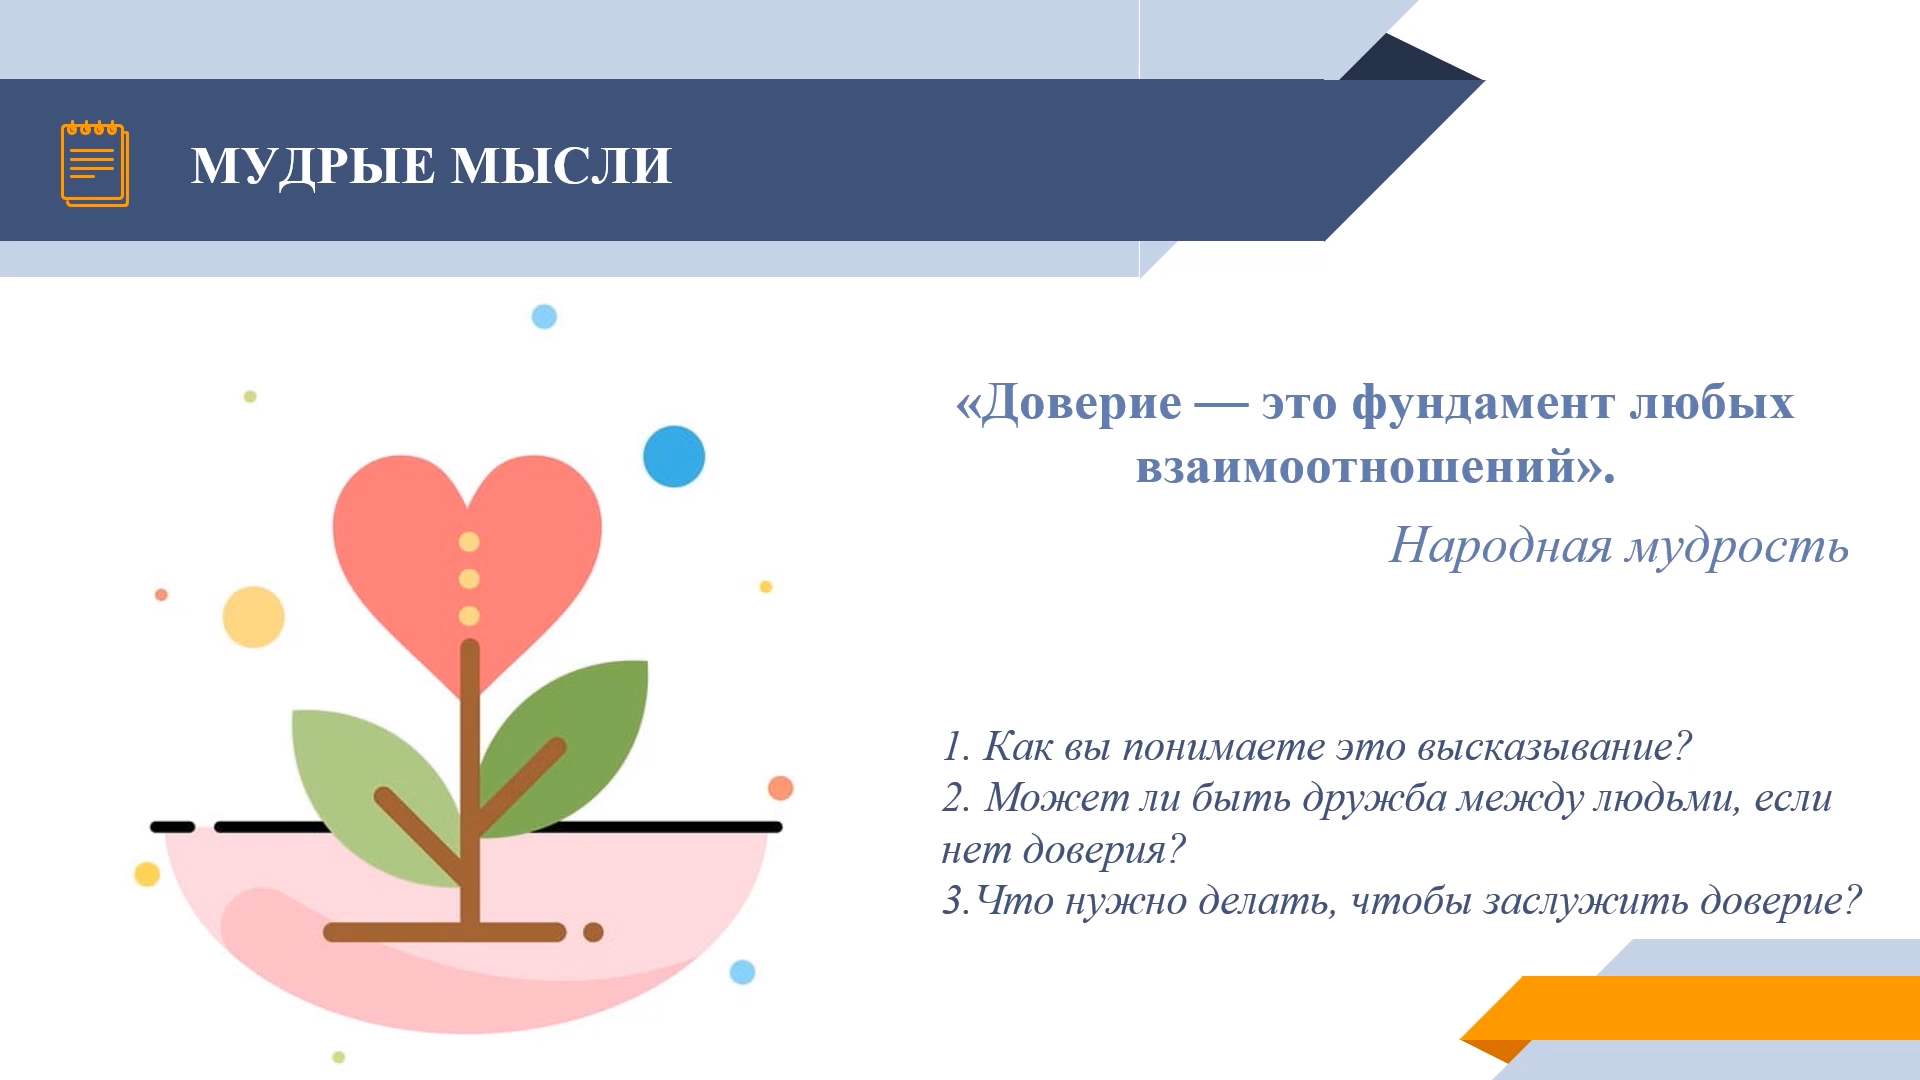 МУДРЫЕ МЫСЛИ
«Доверие — это фундамент любых
взаимоотношений».
Народная мудрость
1. Как вы понимаете это высказывание?
2. Может ли быть дружба между людьми, если
нет доверия?
3.Что нужно делать, чтобы заслужить доверие?